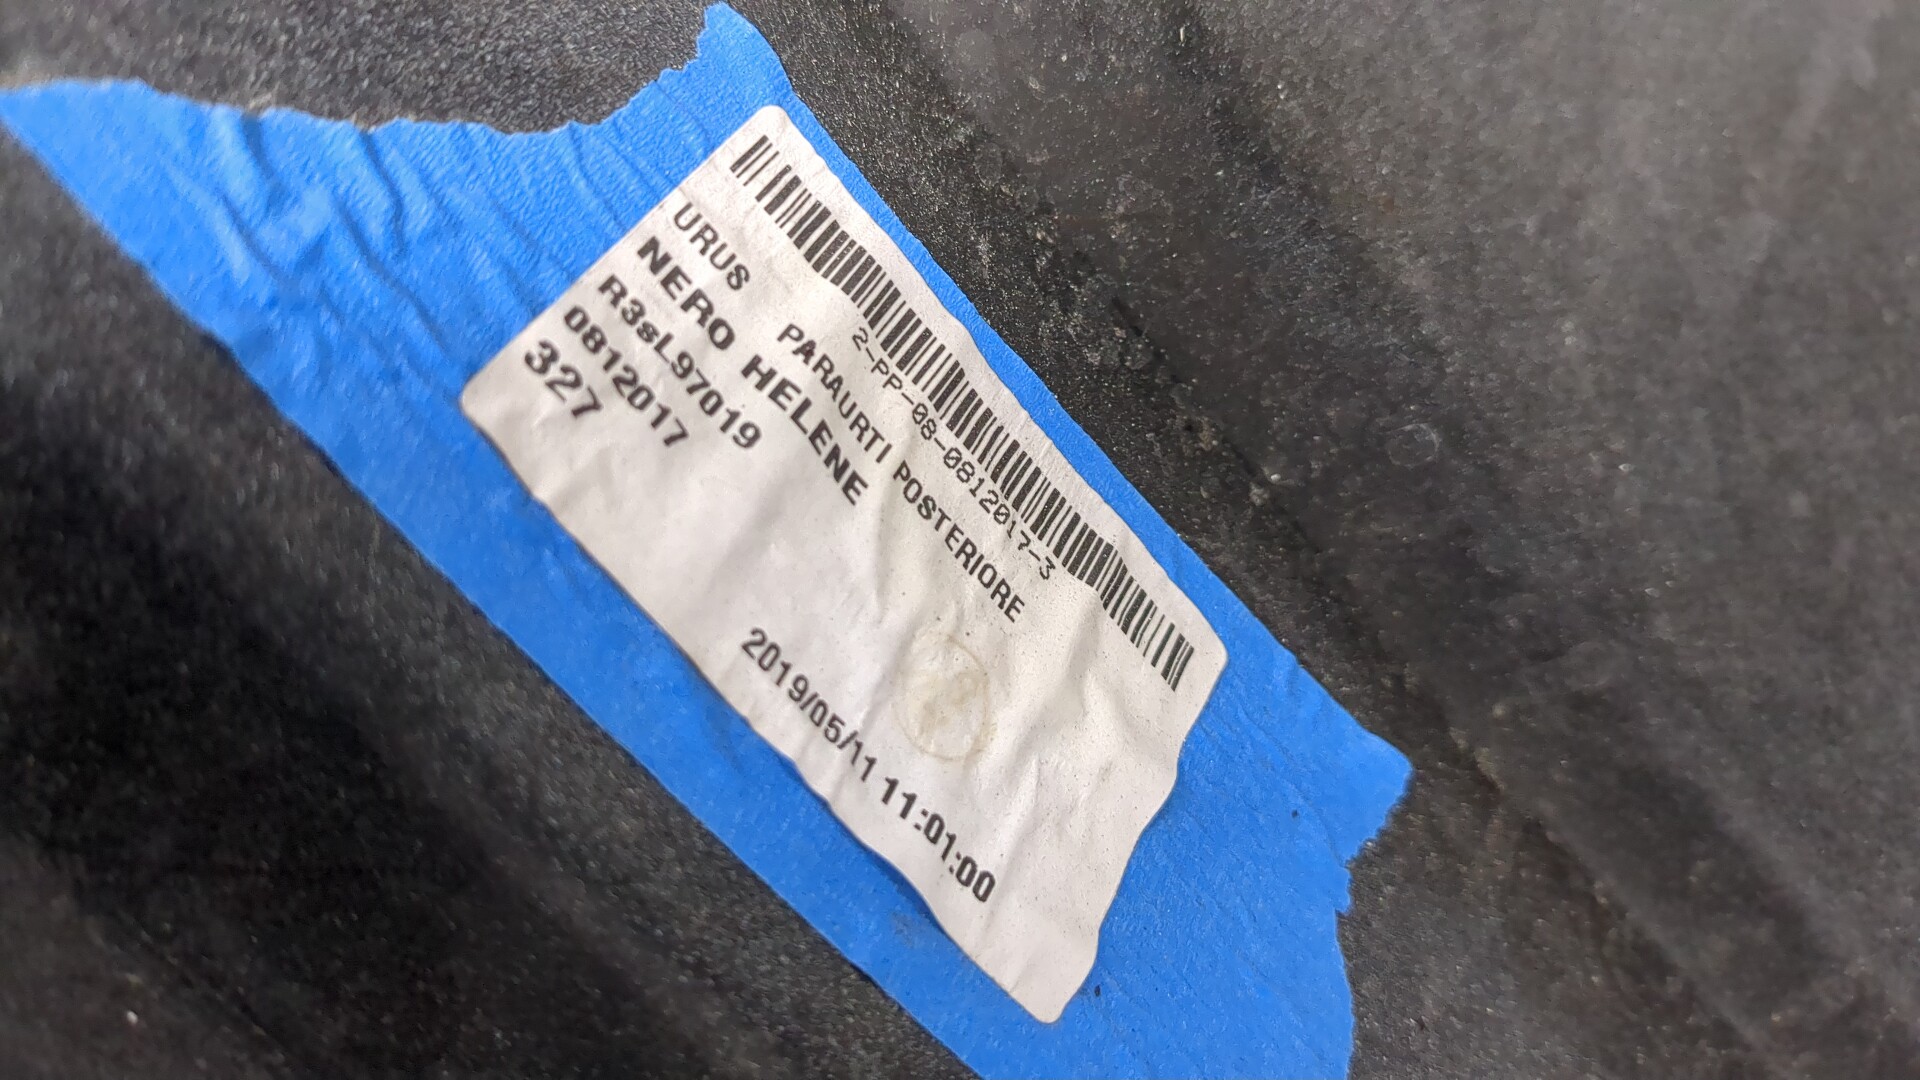 2-PP-08-0812017-3
URUS PARAURTI POSTERIORE
NERO HELENE
R3sL97019
0812017
327 2019/05/11 11:01:00